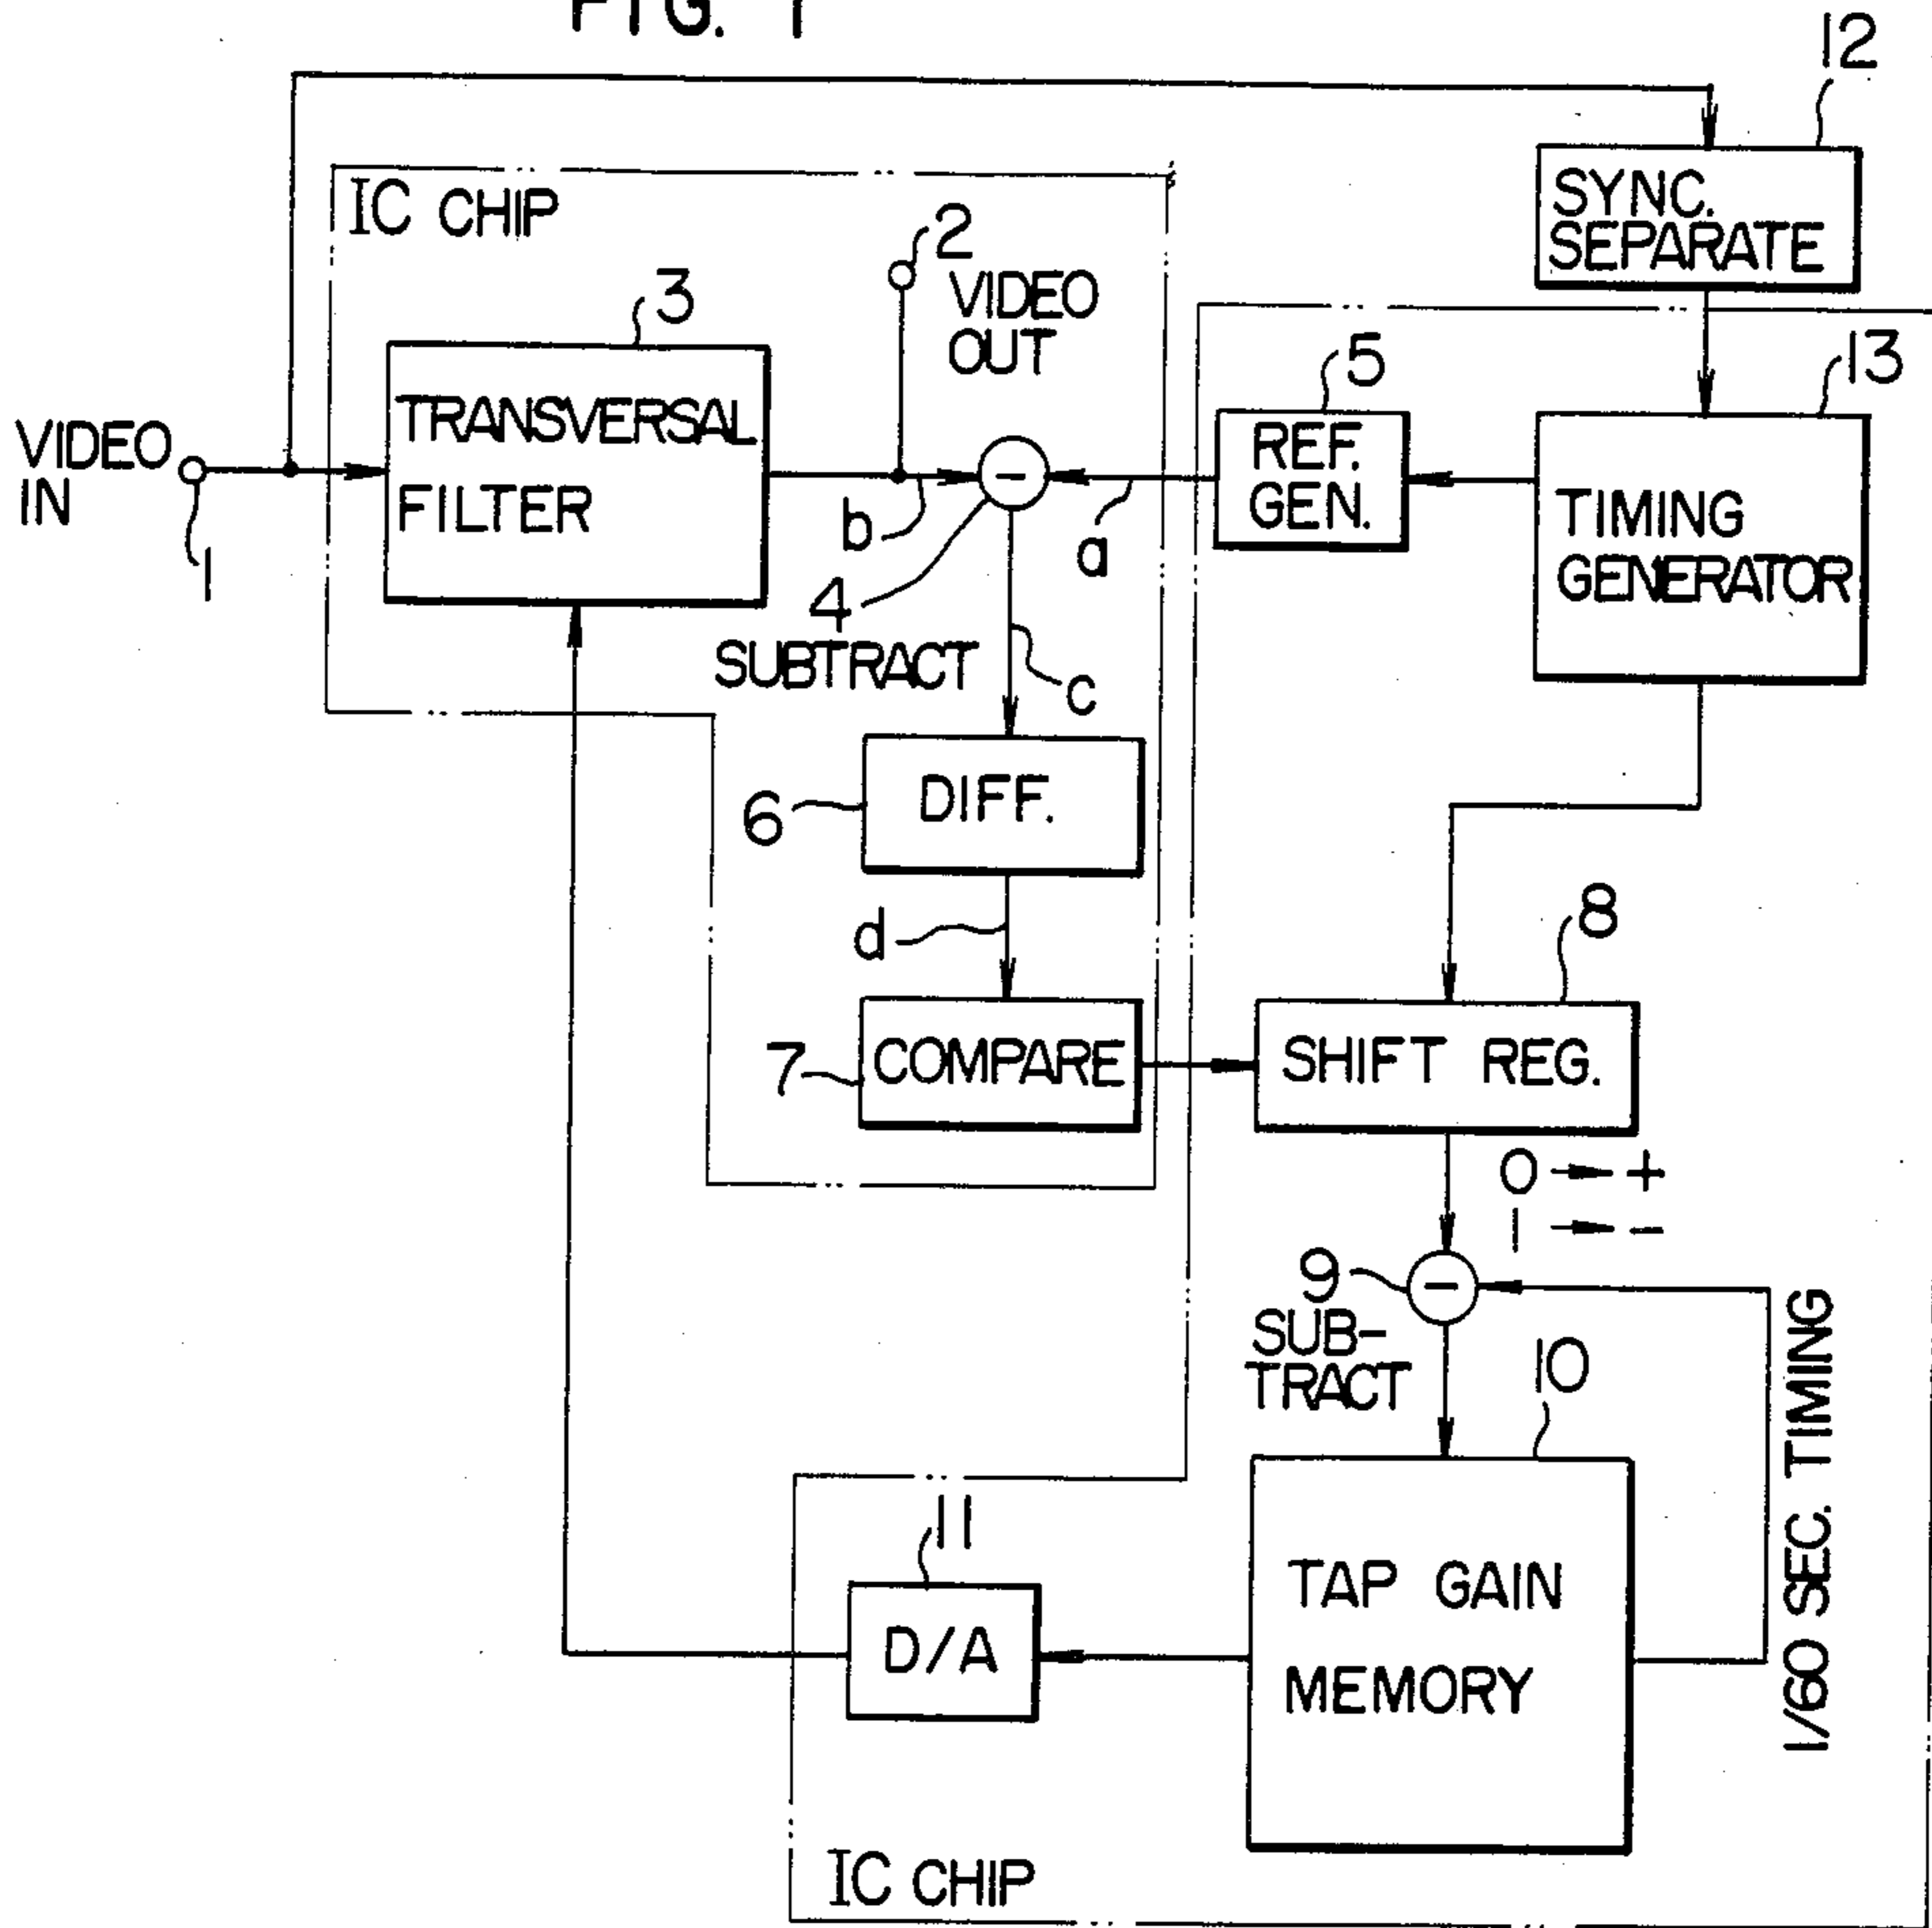 FIG. 1
12
IC CHIP
SYNC.
SEPARATE
2
VIDEO
OUT
3
5
13
VIDEO
IN
1
TRANSVERSAL
FILTER
b
-
a
REF.
GEN.
TIMING
GENERATOR
4
SUBTRACT
c
6
DIFF.
d
8
7
COMPARE
SHIFT REG.
0 → +
1 → -
9
-
SUB-
TRACT
10
1/60 SEC. TIMING
11
D/A
TAP GAIN
MEMORY
IC CHIP